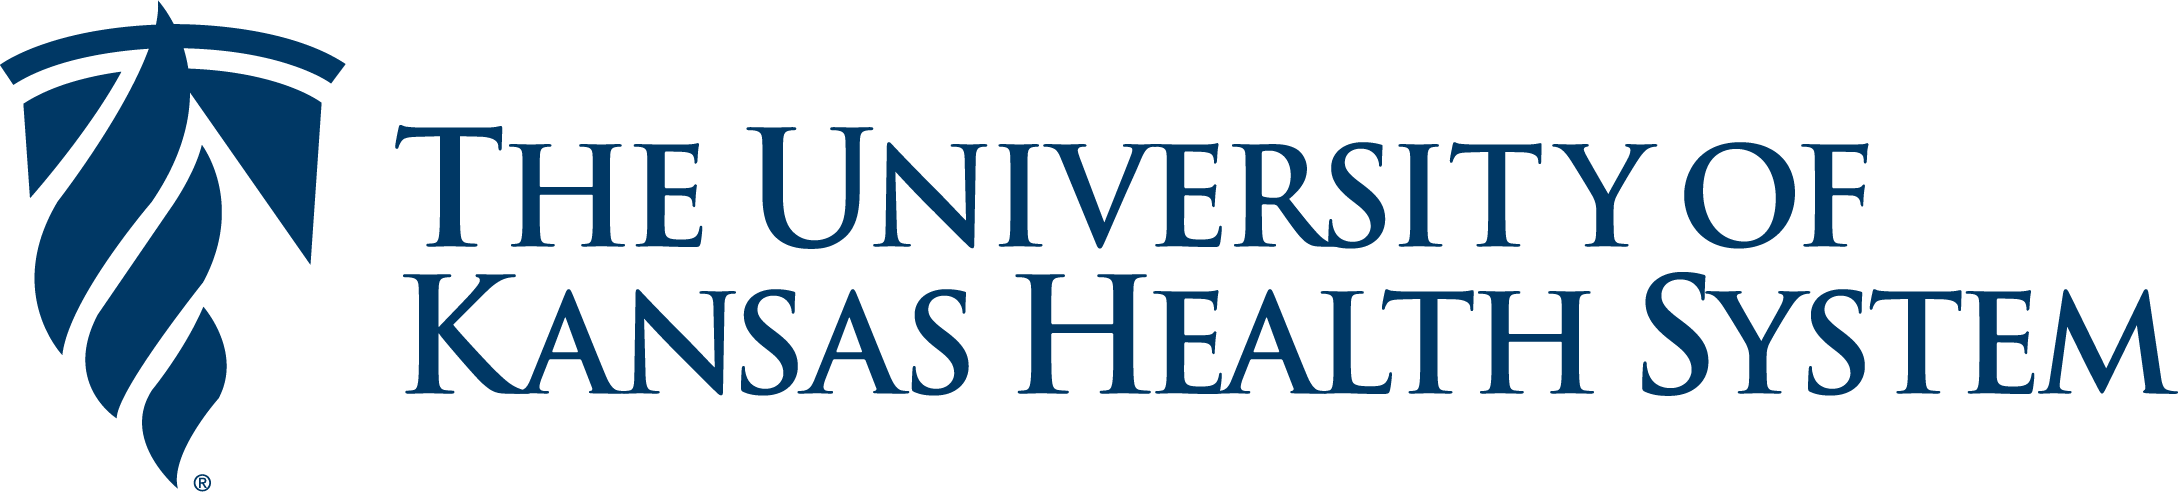 THE UNIVERSITY OF
KANSAS HEALTH SYSTEM
®